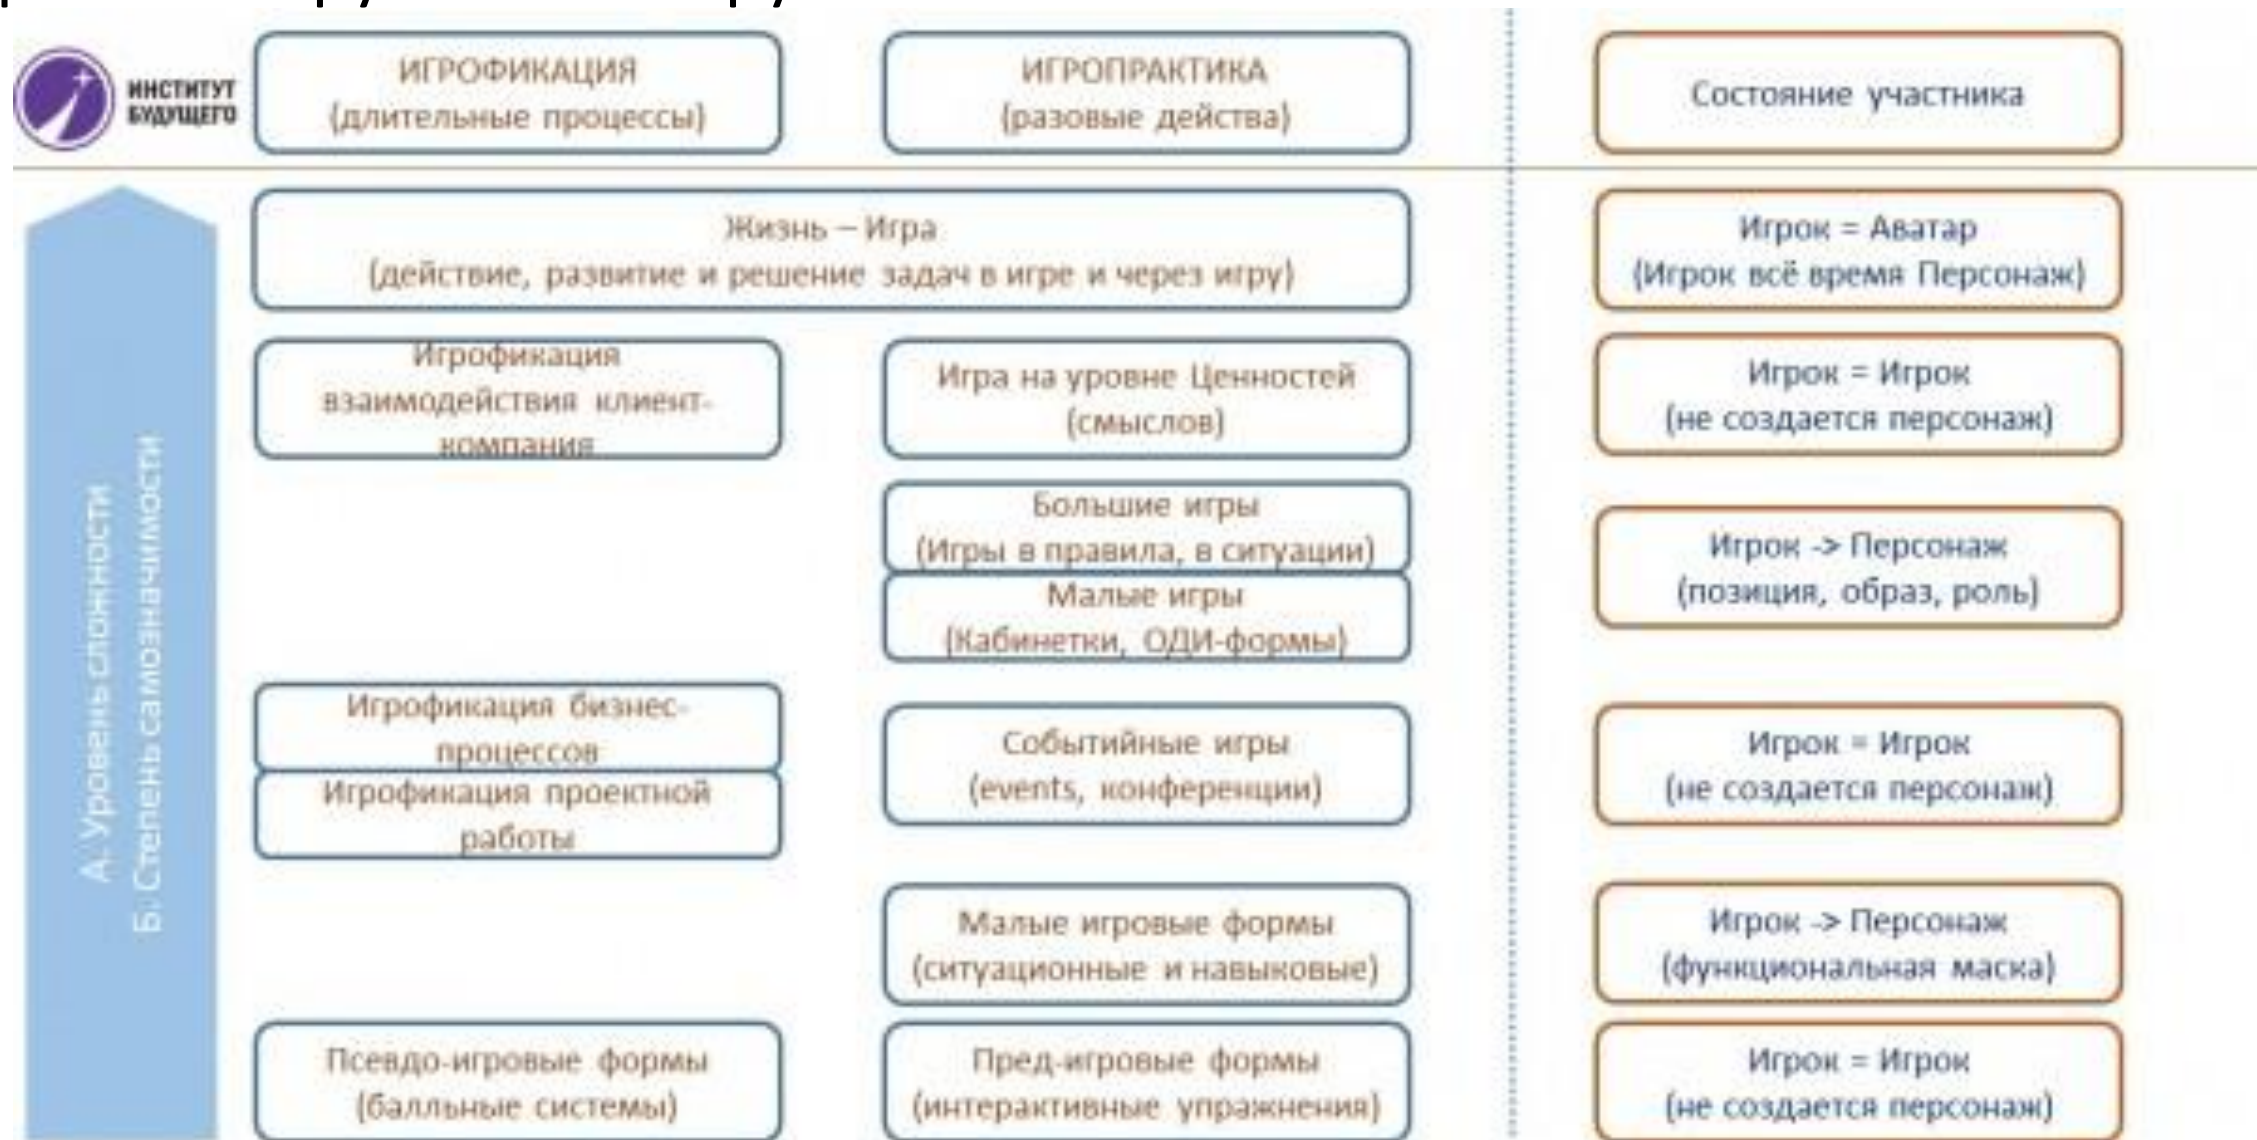 ИНСТИТУТ
БУДУЩЕГО
ИГРОФИКАЦИЯ
(длительные процессы)
ИГРОПРАКТИКА
(разовые действа)
Состояние участника
А. Уровень сложности
Б. Степень самозначимости
Жизнь – Игра
(действие, развитие и решение задач в игре и через игру)
Игрок = Аватар
(Игрок всё время Персонаж)
Игрофикация
взаимодействия клиент-
компания
Игра на уровне Ценностей
(смыслов)
Игрок = Игрок
(не создается персонаж)
Большие игры
(Игры в правила, в ситуации)
Малые игры
(Кабинетки, ОДИ-формы)
Игрок -> Персонаж
(позиция, образ, роль)
Игрофикация бизнес-
процессов
Игрофикация проектной
работы
Событийные игры
(events, конференции)
Игрок = Игрок
(не создается персонаж)
Малые игровые формы
(ситуационные и навыковые)
Игрок -> Персонаж
(функциональная маска)
Псевдо-игровые формы
(балльные системы)
Пред-игровые формы
(интерактивные упражнения)
Игрок = Игрок
(не создается персонаж)